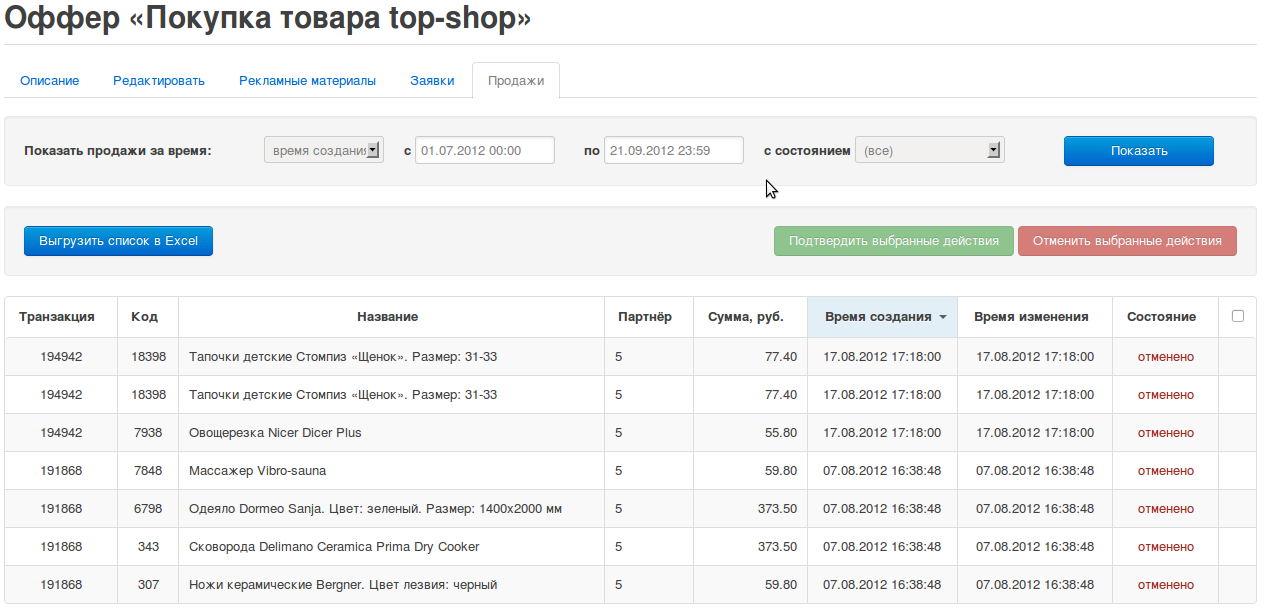 Оффер «Покупка товара top-shop»
Описание Редактировать Рекламные материалы Заявки Продажи
Показать продажи за время: время создания с 01.07.2012 00:00 по 21.09.2012 23:59 с состоянием (все) Показать
Выгрузить список в Excel Подтвердить выбранные действия Отменить выбранные действия
Транзакция Код Название Партнёр Сумма, руб. Время создания Время изменения Состояние
194942 18398 Тапочки детские Стомпиз «Щенок». Размер: 31-33 5 77.40 17.08.2012 17:18:00 17.08.2012 17:18:00 отменено
194942 18398 Тапочки детские Стомпиз «Щенок». Размер: 31-33 5 77.40 17.08.2012 17:18:00 17.08.2012 17:18:00 отменено
194942 7938 Овощерезка Nicer Dicer Plus 5 55.80 17.08.2012 17:18:00 17.08.2012 17:18:00 отменено
191868 7848 Массажер Vibro-sauna 5 59.80 07.08.2012 16:38:48 07.08.2012 16:38:48 отменено
191868 6798 Одеяло Dormeo Sanja. Цвет: зеленый. Размер: 1400x2000 мм 5 373.50 07.08.2012 16:38:48 07.08.2012 16:38:48 отменено
191868 343 Сковорода Delimano Ceramica Prima Dry Cooker 5 373.50 07.08.2012 16:38:48 07.08.2012 16:38:48 отменено
191868 307 Ножи керамические Bergner. Цвет лезвия: черный 5 59.80 07.08.2012 16:38:48 07.08.2012 16:38:48 отменено